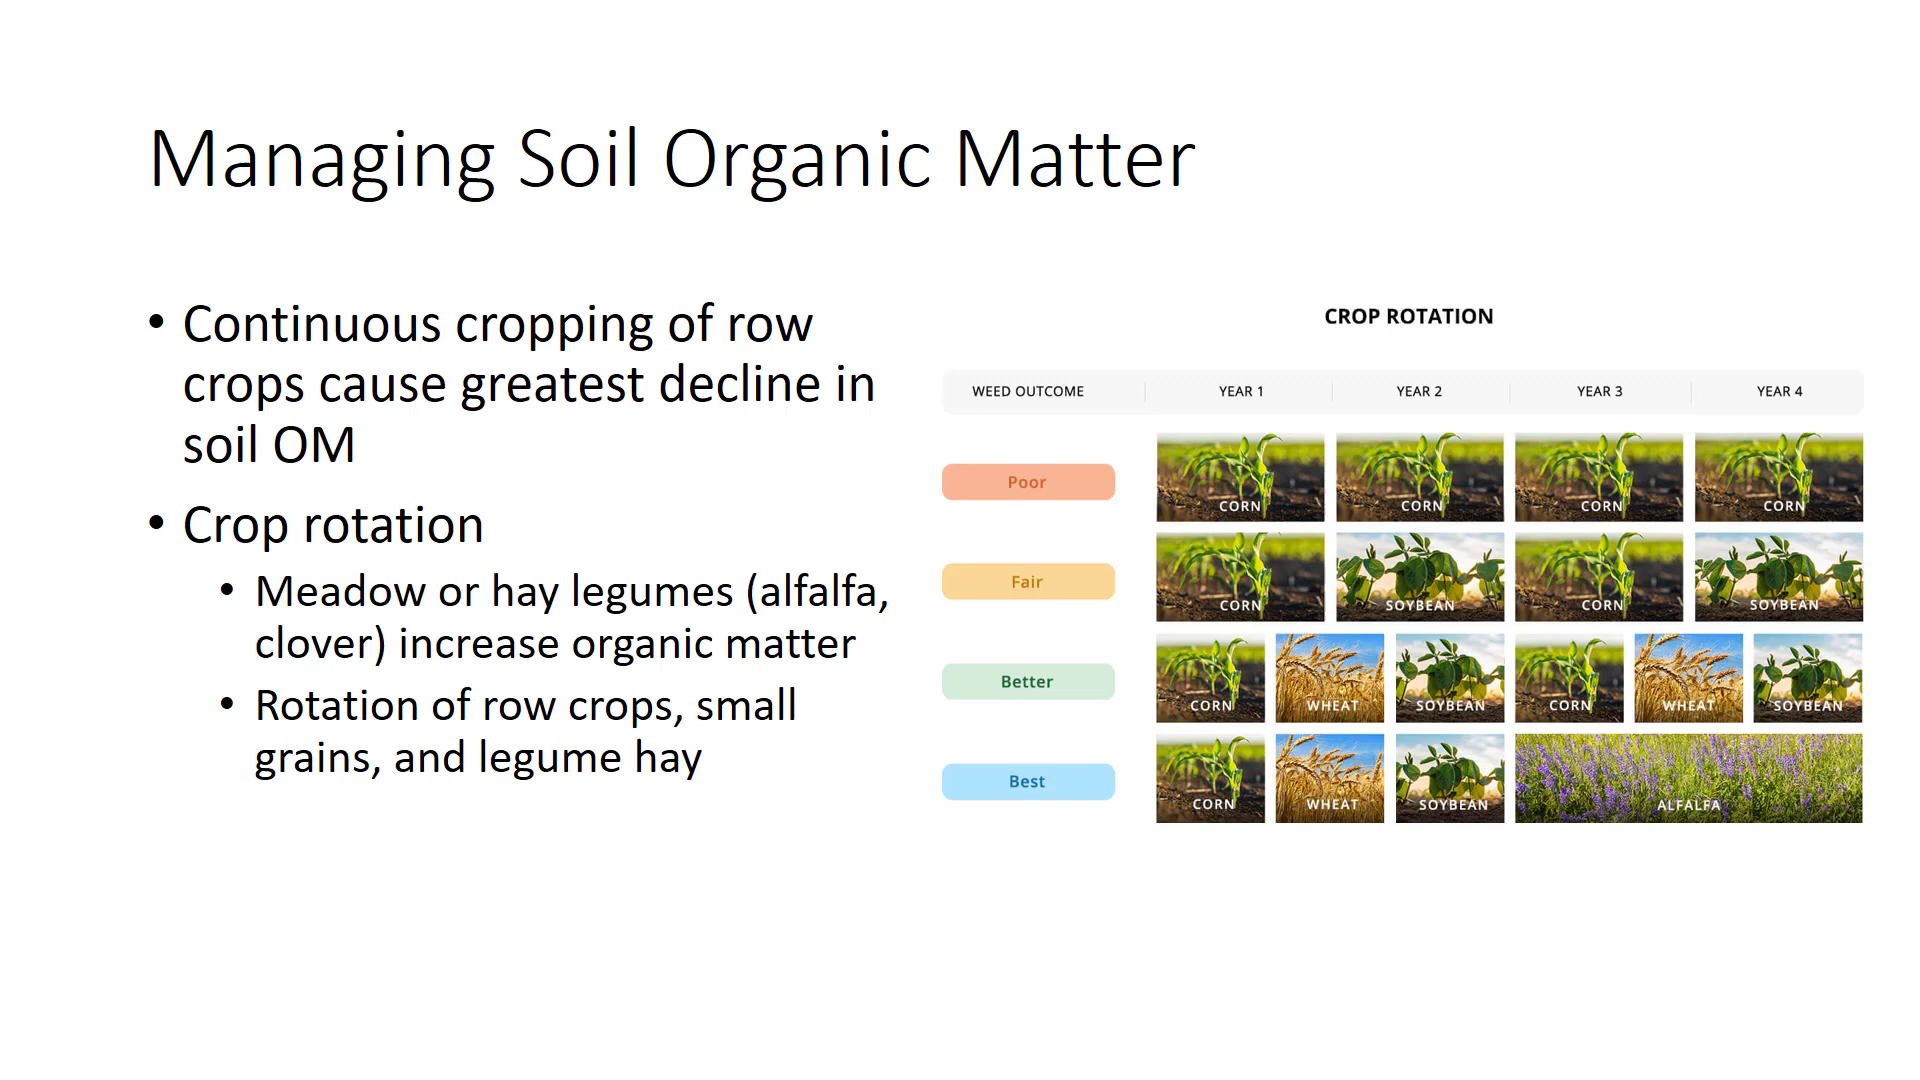 Managing Soil Organic Matter
• Continuous cropping of row
crops cause greatest decline in
soil OM
• Crop rotation
• Meadow or hay legumes (alfalfa,
clover) increase organic matter
• Rotation of row crops, small
grains, and legume hay
CROP ROTATION
WEED OUTCOME YEAR 1 YEAR 2 YEAR 3 YEAR 4
Poor CORN CORN CORN CORN
Fair CORN SOYBEAN CORN SOYBEAN
Better CORN WHEAT SOYBEAN CORN WHEAT SOYBEAN
Best CORN WHEAT SOYBEAN ALFALFA